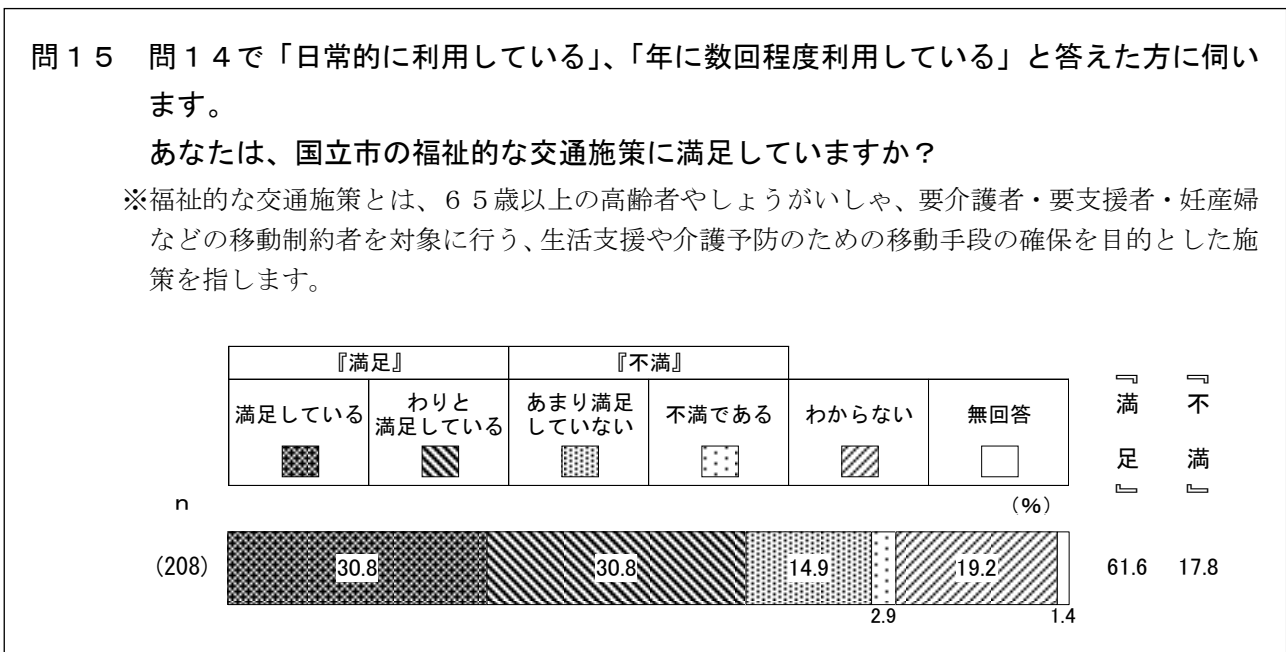 問１５　問１４で「日常的に利用している」、「年に数回程度利用している」と答えた方に伺い
ます。
あなたは、国立市の福祉的な交通施策に満足していますか？
※福祉的な交通施策とは、６５歳以上の高齢者やしょうがいしゃ、要介護者・要支援者・妊産婦
などの移動制約者を対象に行う、生活支援や介護予防のための移動手段の確保を目的とした施
策を指します。
『満足』　『不満』
満足している　わりと満足している　あまり満足していない　不満である　わからない　無回答
『満足』　『不満』
ｎ　（%）
(208)　30.8　30.8　14.9　2.9　19.2　1.4　61.6　17.8